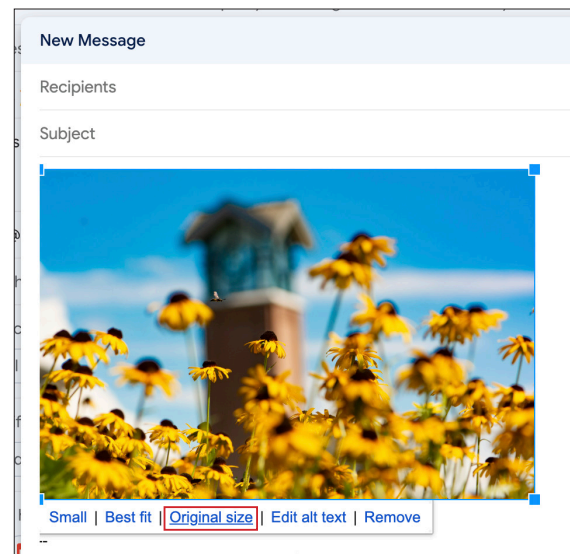 New Message
Recipients
Subject
Small | Best fit | Original size | Edit alt text | Remove
--